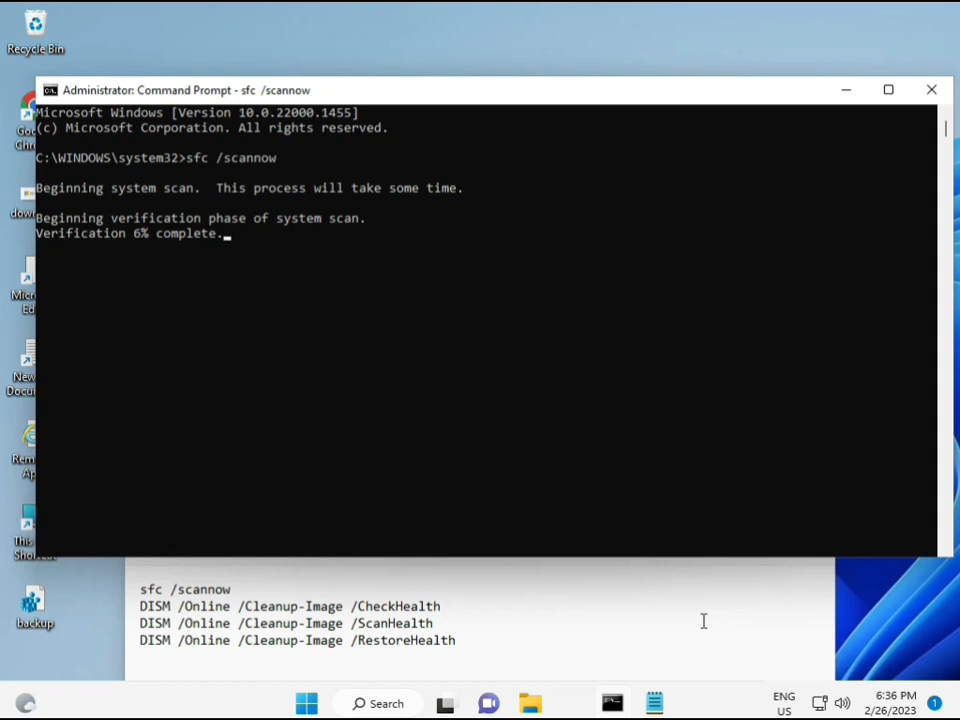 Recycle Bin
Administrator: Command Prompt - sfc /scannow
Microsoft Windows [Version 10.0.22000.1455]
(c) Microsoft Corporation. All rights reserved.
C:\WINDOWS\system32>sfc /scannow
Beginning system scan.  This process will take some time.
Beginning verification phase of system scan.
Verification 6% complete.
backup
sfc /scannow
DISM /Online /Cleanup-Image /CheckHealth
DISM /Online /Cleanup-Image /ScanHealth
DISM /Online /Cleanup-Image /RestoreHealth
Search
ENG
US
6:36 PM
2/26/2023
1